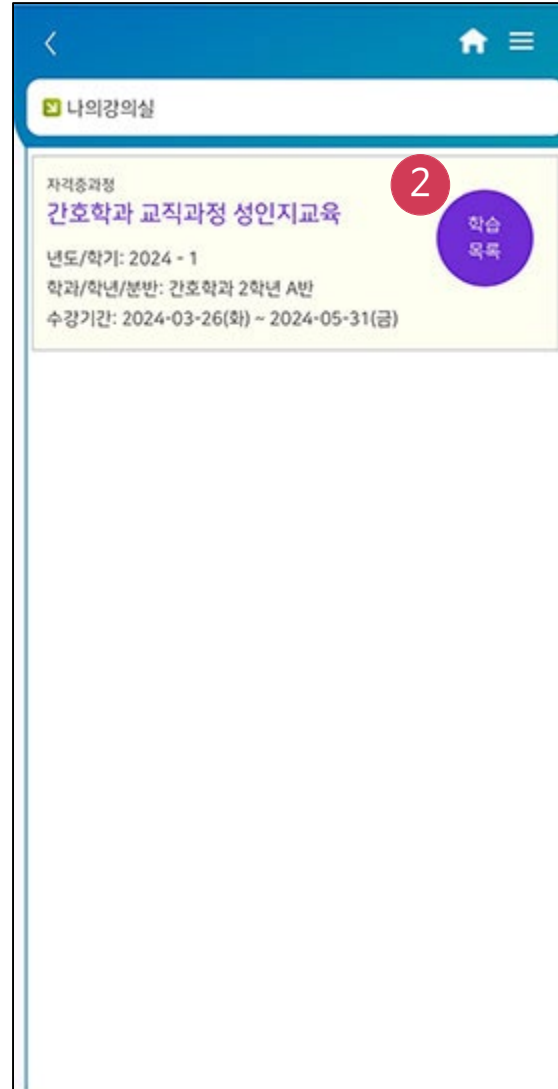 나의강의실
자격증과정
간호학과 교직과정 성인지교육
2
학습
목록
년도/학기: 2024 - 1
학과/학년/분반: 간호학과 2학년 A반
수강기간: 2024-03-26(화) ~ 2024-05-31(금)